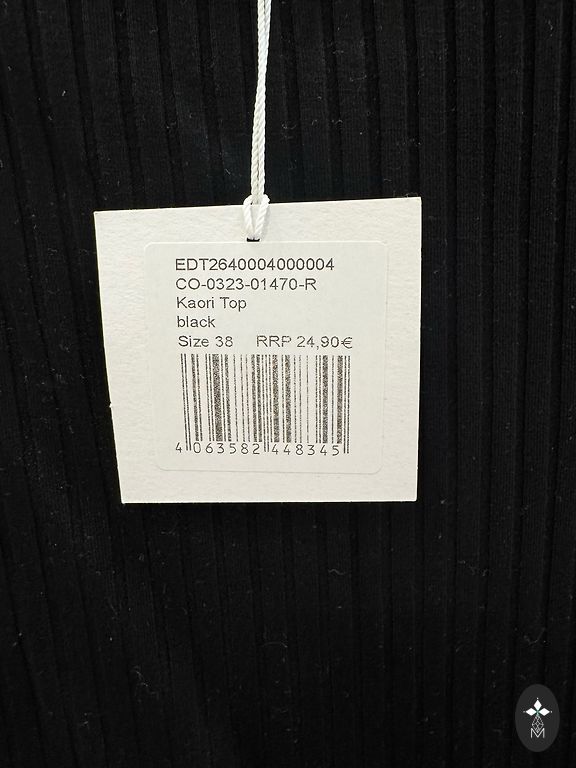 EDT2640004000004
CO-0323-01470-R
Kaori Top
black
Size 38 RRP 24,90€
4 063582 448345
M